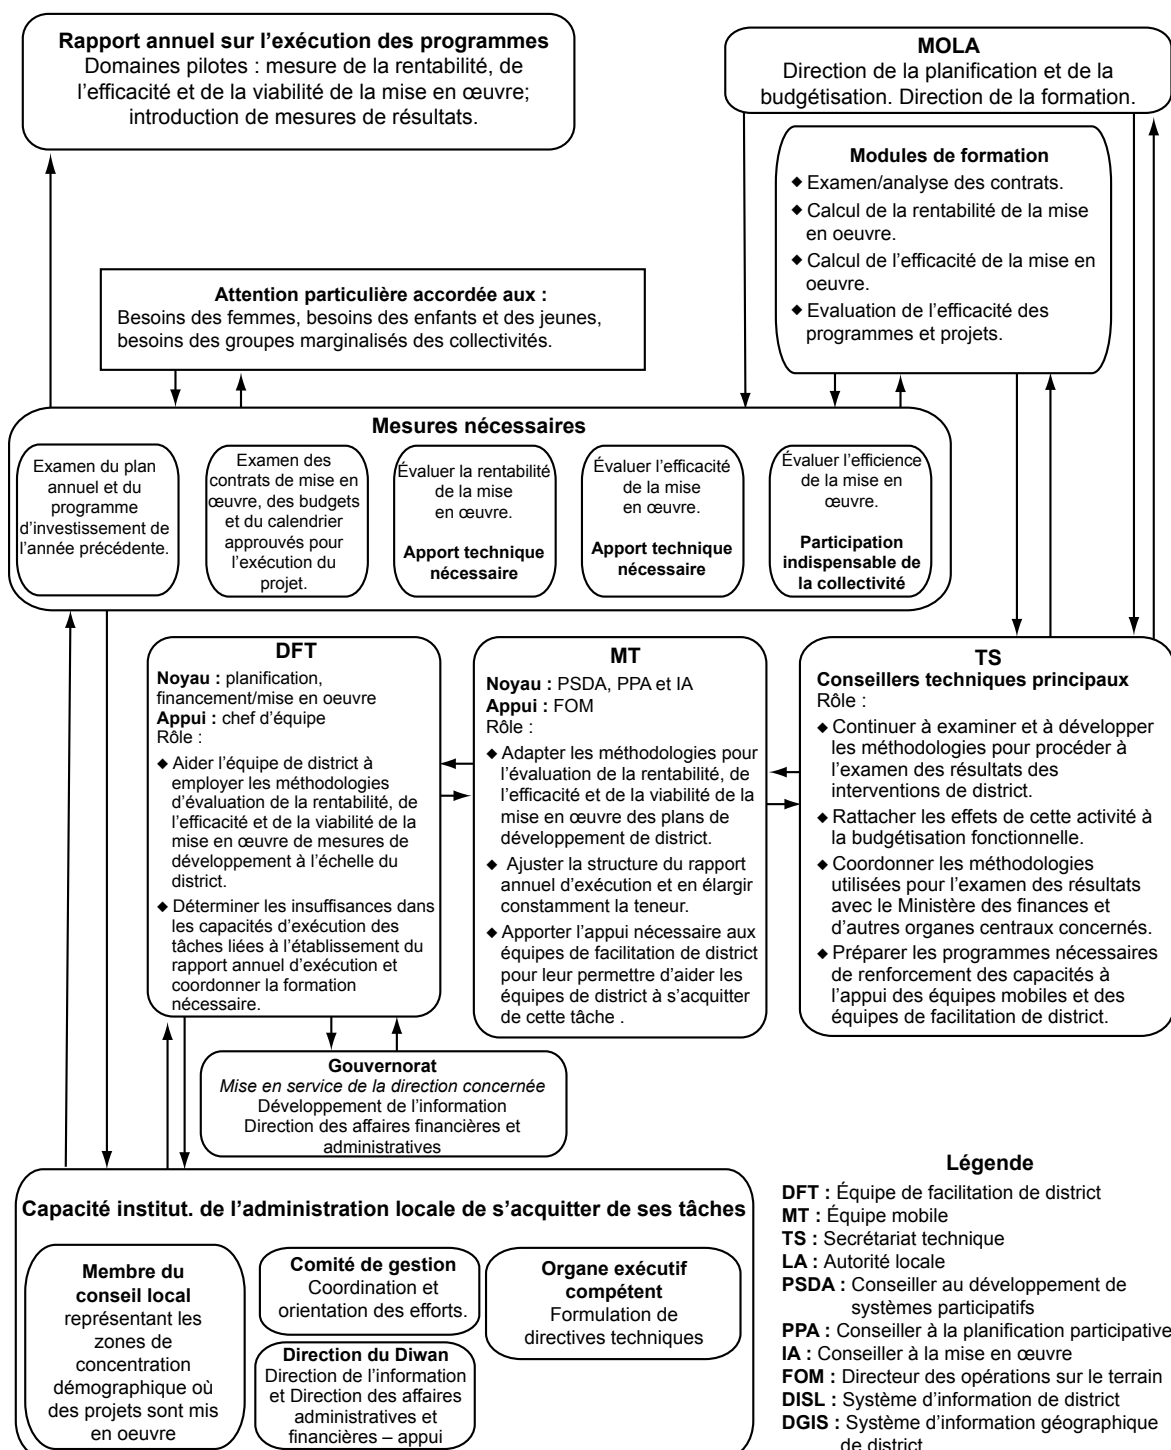 Rapport annuel sur l’exécution des programmes
Domaines pilotes : mesure de la rentabilité, de
l’efficacité et de la viabilité de la mise en œuvre;
introduction de mesures de résultats.
MOLA
Direction de la planification et de la
budgétisation. Direction de la formation.
Modules de formation
◆ Examen/analyse des contrats.
◆ Calcul de la rentabilité de la mise
en oeuvre.
◆ Calcul de l’efficacité de la mise en
oeuvre.
◆ Evaluation de l’efficacité des
programmes et projets.
Attention particulière accordée aux :
Besoins des femmes, besoins des enfants et des jeunes,
besoins des groupes marginalisés des collectivités.
Mesures nécessaires
Examen du plan
annuel et du
programme
d’investissement de
l’année précédente.
Examen des
contrats de mise en
œuvre, des budgets
et du calendrier
approuvés pour
l’exécution du
projet.
Évaluer la rentabilité
de la mise
en œuvre.
Apport technique
nécessaire
Évaluer l’efficacité
de la mise
en œuvre.
Apport technique
nécessaire
Évaluer l’efficience
de la mise en
œuvre.
Participation
indispensable de
la collectivité
DFT
Noyau : planification,
financement/mise en oeuvre
Appui : chef d’équipe
Rôle :
◆ Aider l’équipe de district à
employer les méthodologies
d’évaluation de la rentabilité, de
l’efficacité et de la viabilité de la
mise en œuvre de mesures de
développement à l’échelle du
district.
◆ Déterminer les insuffisances dans
les capacités d’exécution des
tâches liées à l’établissement du
rapport annuel d’exécution et
coordonner la formation
nécessaire.
MT
Noyau : PSDA, PPA et IA
Appui : FOM
Rôle :
◆ Adapter les méthodologies pour
l’évaluation de la rentabilité, de
l’efficacité et de la viabilité de la
mise en œuvre des plans de
développement de district.
◆ Ajuster la structure du rapport
annuel d’exécution et en élargir
constamment la teneur.
◆ Apporter l’appui nécessaire aux
équipes de facilitation de district
pour leur permettre d’aider les
équipes de district à s’acquitter
de cette tâche .
TS
Conseillers techniques principaux
Rôle :
◆ Continuer à examiner et à développer
les méthodologies pour procéder à
l’examen des résultats des
interventions de district.
◆ Rattacher les effets de cette activité à
la budgétisation fonctionnelle.
◆ Coordonner les méthodologies
utilisées pour l’examen des résultats
avec le Ministère des finances et
d’autres organes centraux concernés.
◆ Préparer les programmes nécessaires
de renforcement des capacités à
l’appui des équipes mobiles et des
équipes de facilitation de district.
Gouvernorat
Mise en service de la direction concernée
Développement de l’information
Direction des affaires financières et
administratives
Capacité institut. de l’administration locale de s’acquitter de ses tâches
Membre du
conseil local
représentant les
zones de
concentration
démographique où
des projets sont mis
en oeuvre
Comité de gestion
Coordination et
orientation des efforts.
Direction du Diwan
Direction de l’information
et Direction des affaires
administratives et
financières – appui
Organe exécutif
compétent
Formulation de
directives techniques
Légende
DFT : Équipe de facilitation de district
MT : Équipe mobile
TS : Secrétariat technique
LA : Autorité locale
PSDA : Conseiller au développement de
systèmes participatifs
PPA : Conseiller à la planification participative
IA : Conseiller à la mise en œuvre
FOM : Directeur des opérations sur le terrain
DISL : Système d’information de district
DGIS : Système d’information géographique
de district